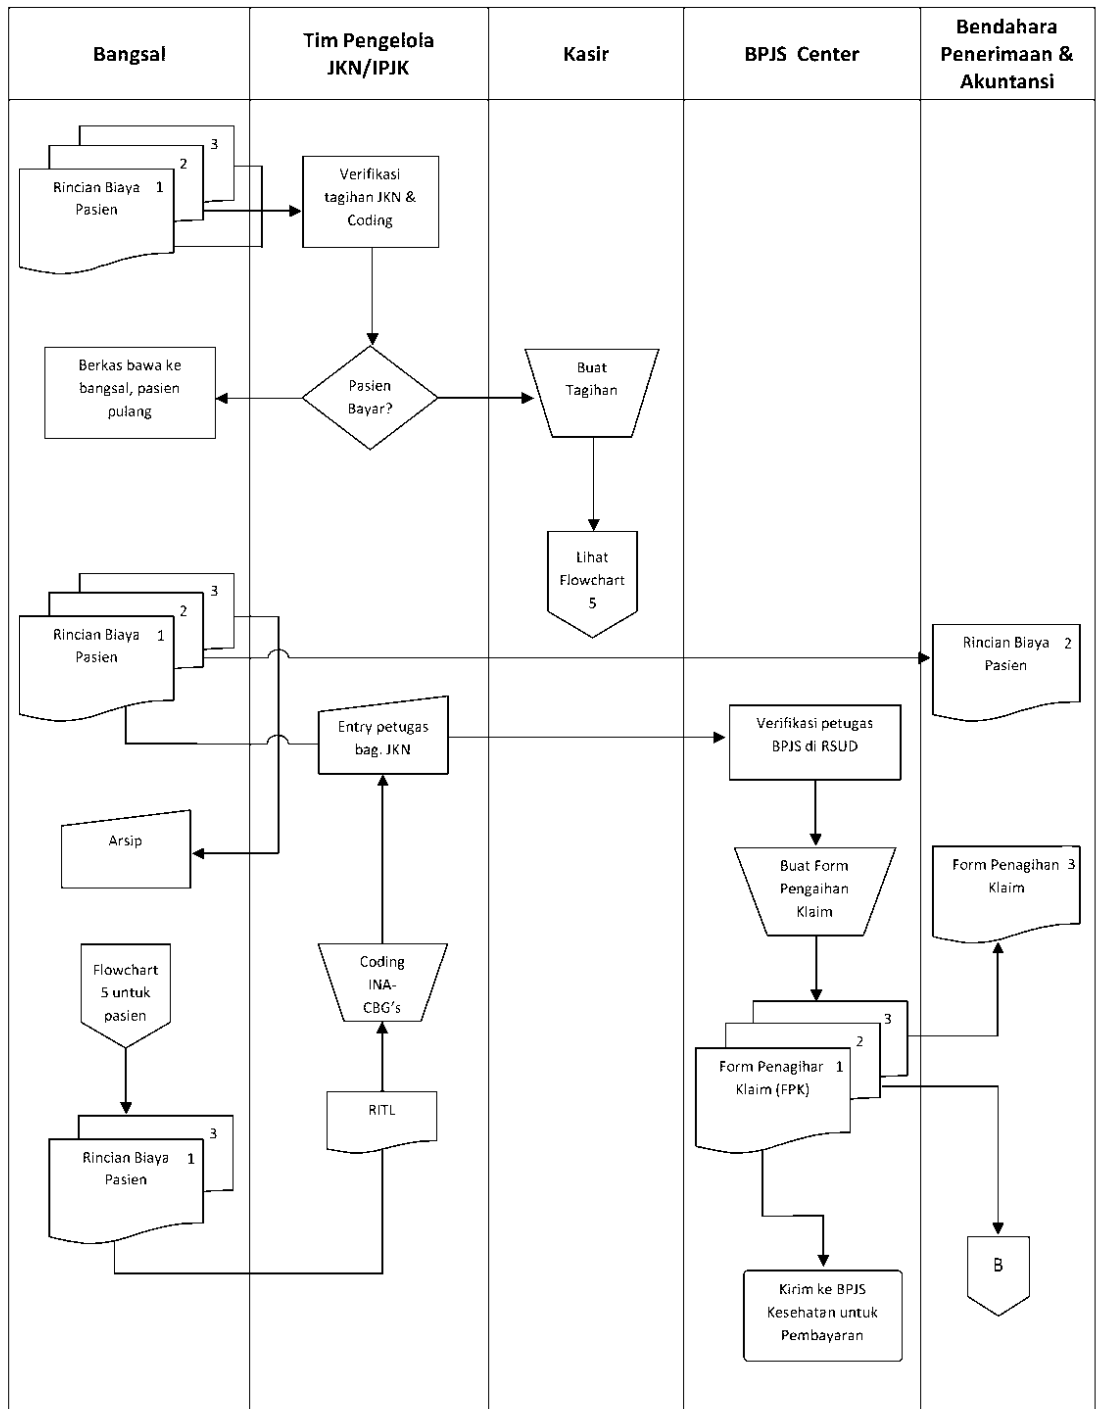 Bangsal
Tim Pengelola
JKN/IPJK
Kasir
BPJS Center
Bendahara
Penerimaan &
Akuntansi
3
2
Rincian Biaya 1
Pasien
Verifikasi
tagihan JKN &
Coding
Berkas bawa ke
bangsal, pasien
pulang
Pasien
Bayar?
Buat
Tagihan
Lihat
Flowchart
5
3
2
Rincian Biaya 1
Pasien
Rincian Biaya 2
Pasien
Entry petugas
bag. JKN
Verifikasi petugas
BPJS di RSUD
Arsip
Buat Form
Pengaihan
Klaim
Form Penagihan 3
Klaim
Flowchart
5 untuk
pasien
Coding
INA-
CBG's
3
2
Form Penagihar 1
Klaim (FPK)
RITL
3
Rincian Biaya 1
Pasien
B
Kirim ke BPJS
Kesehatan untuk
Pembayaran